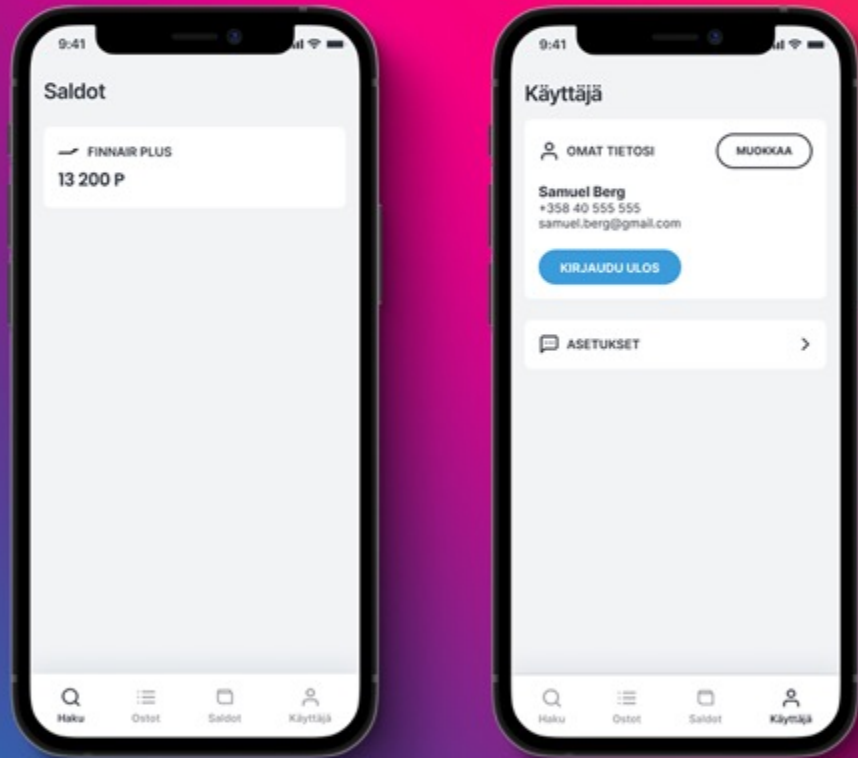 9:41
Saldot
FINNAIR PLUS
13 200 P
Haku
Ostot
Saldot
Käyttäjä
9:41
Käyttäjä
OMAT TIETOSI
MUOKKAA
Samuel Berg
+358 40 555 555
samuel.berg@gmail.com
KIRJAUDU ULOS
ASETUKSET
Haku
Ostot
Saldot
Käyttäjä